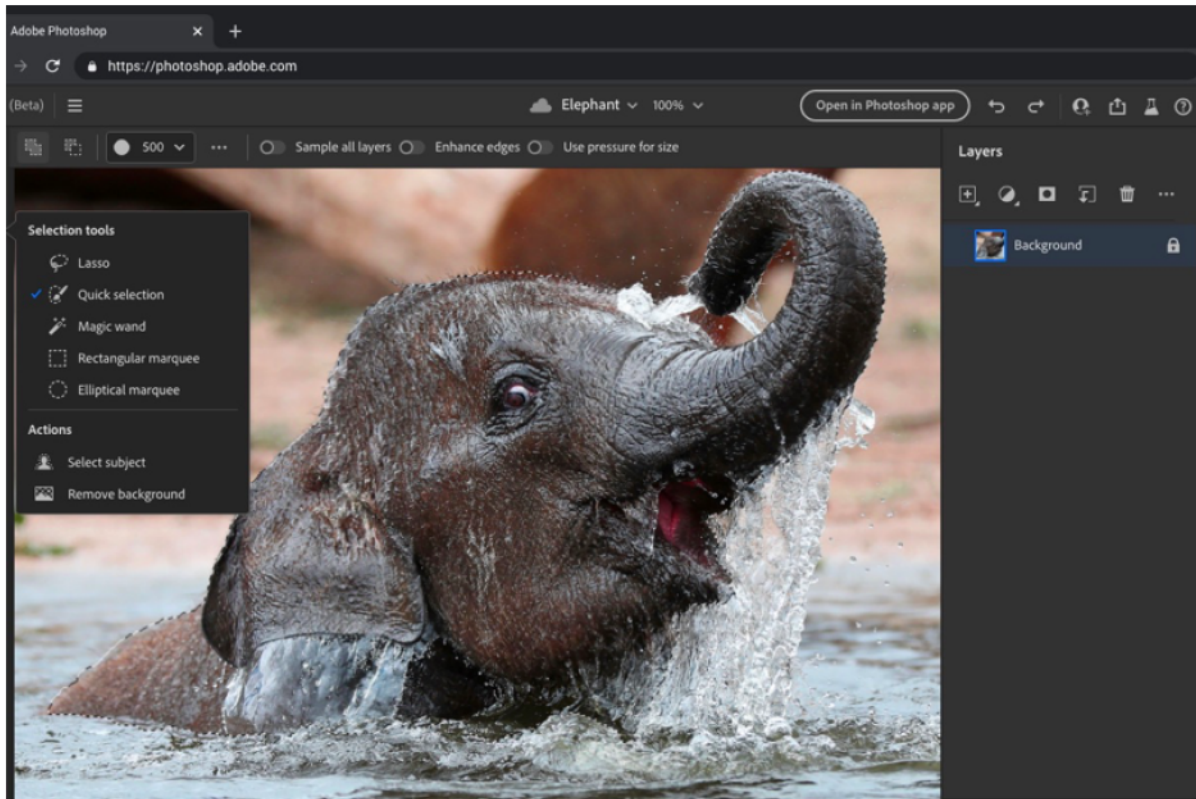 Adobe Photoshop
https://photoshop.adobe.com
(Beta)
Elephant
100%
Open in Photoshop app
500
Sample all layers
Enhance edges
Use pressure for size
Layers
Background
Selection tools
Lasso
Quick selection
Magic wand
Rectangular marquee
Elliptical marquee
Actions
Select subject
Remove background